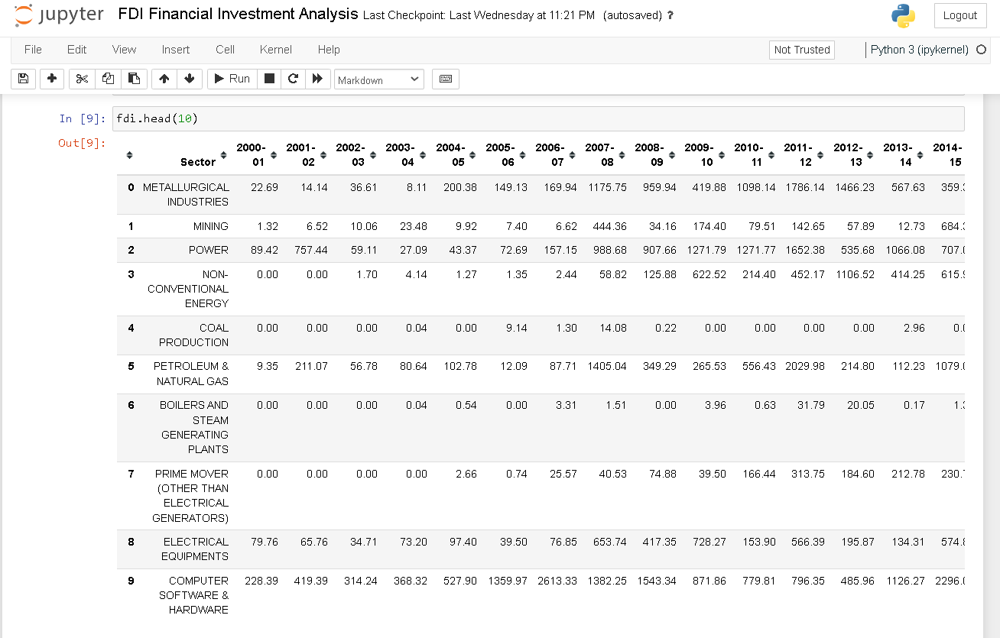 jupyter FDI Financial Investment Analysis Last Checkpoint: Last Wednesday at 11:21 PM (autosaved) ? Logout
File Edit View Insert Cell Kernel Help Not Trusted Python 3 (ipykernel)
Run Markdown
In [9]: fdi.head(10)
Out[9]:
Sector 2000-01 2001-02 2002-03 2003-04 2004-05 2005-06 2006-07 2007-08 2008-09 2009-10 2010-11 2011-12 2012-13 2013-14 2014-15
0 METALLURGICAL 22.69 14.14 36.61 8.11 200.38 149.13 169.94 1175.75 959.94 419.88 1098.14 1786.14 1466.23 567.63
INDUSTRIES
1 MINING 1.32 6.52 10.06 23.48 9.92 7.40 6.62 444.36 34.16 174.40 79.51 142.65 57.89 12.73
2 POWER 89.42 757.44 59.11 27.09 43.37 72.69 157.15 988.68 907.66 1271.79 1271.77 1652.38 535.68 1066.08
3 NON- 0.00 0.00 1.70 4.14 1.27 1.35 2.44 58.82 125.88 622.52 214.40 452.17 1106.52 414.25
CONVENTIONAL
ENERGY
4 COAL 0.00 0.00 0.00 0.04 0.00 9.14 1.30 14.08 0.22 0.00 0.00 0.00 0.00 2.96
PRODUCTION
5 PETROLEUM & 9.35 211.07 56.78 80.64 102.78 12.09 87.71 1405.04 349.29 265.53 556.43 2029.98 214.80 112.23
NATURAL GAS
6 BOILERS AND 0.00 0.00 0.00 0.04 0.54 0.00 3.31 1.51 0.00 3.96 0.63 31.79 20.05 0.17
STEAM
GENERATING
PLANTS
7 PRIME MOVER 0.00 0.00 0.00 0.00 2.66 0.74 25.57 40.53 74.88 39.50 166.44 313.75 184.60 212.78
(OTHER THAN
ELECTRICAL
GENERATORS)
8 ELECTRICAL 79.76 65.76 34.71 73.20 97.40 39.50 76.85 653.74 417.35 728.27 153.90 566.39 195.87 134.31
EQUIPMENTS
9 COMPUTER 228.39 419.39 314.24 368.32 527.90 1359.97 2613.33 1382.25 1543.34 871.86 779.81 796.35 485.96 1126.27
SOFTWARE &
HARDWARE